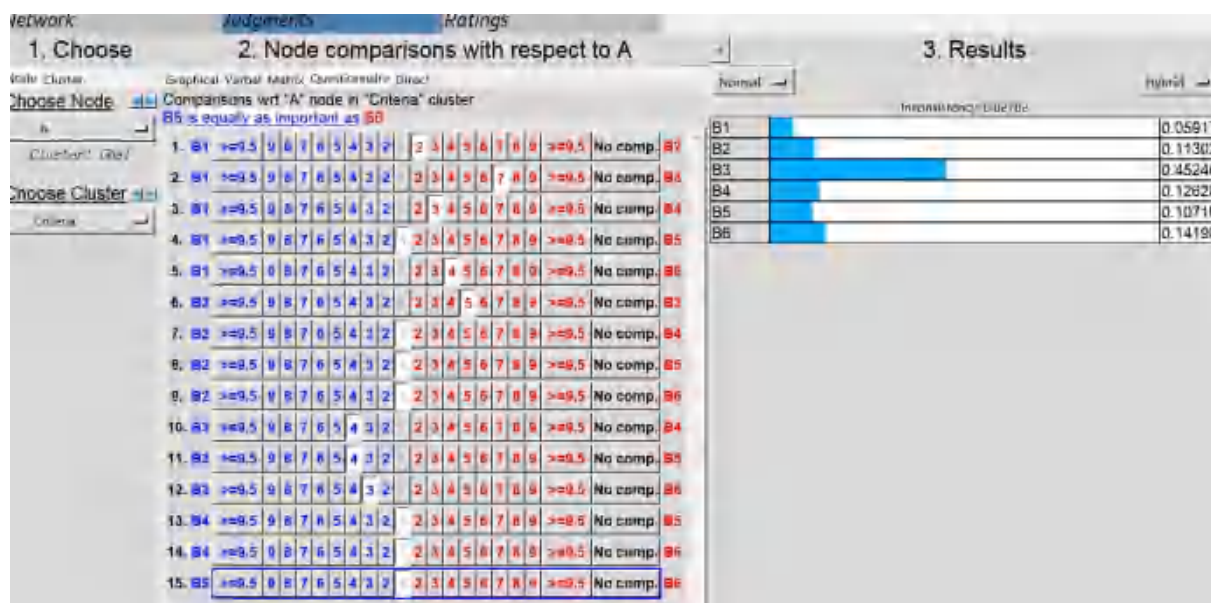 Network Judgments Ratings
1. Choose 2. Node comparisons with respect to A 3. Results
Node Cluster Graphical Verbal Matrix Questionnaire Direct Normal Hybrid
Choose Node Comparisons wrt "A" node in "Criteria" cluster
B5 is equally as important as B6
A
Cluster: Goal
Choose Cluster
Criteria
1. B1 >=9.5 9 8 7 6 5 4 3 2 2 3 4 5 6 7 8 9 >=9.5 No comp. B2
2. B1 >=9.5 9 8 7 6 5 4 3 2 2 3 4 5 6 7 8 9 >=9.5 No comp. B3
3. B1 >=9.5 9 8 7 6 5 4 3 2 2 3 4 5 6 7 8 9 >=9.5 No comp. B4
4. B1 >=9.5 9 8 7 6 5 4 3 2 2 3 4 5 6 7 8 9 >=9.5 No comp. B5
5. B1 >=9.5 9 8 7 6 5 4 3 2 2 3 4 5 6 7 8 9 >=9.5 No comp. B6
6. B2 >=9.5 9 8 7 6 5 4 3 2 2 3 4 5 6 7 8 9 >=9.5 No comp. B3
7. B2 >=9.5 9 8 7 6 5 4 3 2 2 3 4 5 6 7 8 9 >=9.5 No comp. B4
8. B2 >=9.5 9 8 7 6 5 4 3 2 2 3 4 5 6 7 8 9 >=9.5 No comp. B5
9. B2 >=9.5 9 8 7 6 5 4 3 2 2 3 4 5 6 7 8 9 >=9.5 No comp. B6
10. B3 >=9.5 9 8 7 6 5 4 3 2 2 3 4 5 6 7 8 9 >=9.5 No comp. B4
11. B3 >=9.5 9 8 7 6 5 4 3 2 2 3 4 5 6 7 8 9 >=9.5 No comp. B5
12. B3 >=9.5 9 8 7 6 5 4 3 2 2 3 4 5 6 7 8 9 >=9.5 No comp. B6
13. B4 >=9.5 9 8 7 6 5 4 3 2 2 3 4 5 6 7 8 9 >=9.5 No comp. B5
14. B4 >=9.5 9 8 7 6 5 4 3 2 2 3 4 5 6 7 8 9 >=9.5 No comp. B6
15. B5 >=9.5 9 8 7 6 5 4 3 2 2 3 4 5 6 7 8 9 >=9.5 No comp. B6
B1 0.05917
B2 0.11302
B3 0.45246
B4 0.12628
B5 0.10716
B6 0.14190